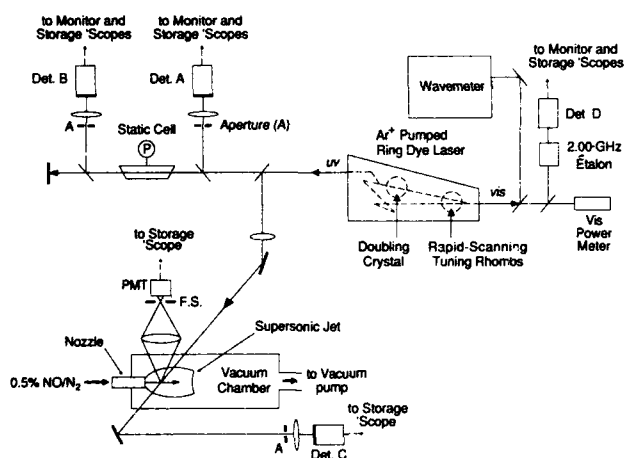 to Monitor and
Storage 'Scopes
to Monitor and
Storage 'Scopes
Det. B
Det. A
A
Aperture (A)
Static Cell
P
to Monitor and
Storage 'Scopes
Wavemeter
Det D
2.00-GHz
Étalon
Ar+ Pumped
Ring Dye Laser
uv
vis
Vis
Power
Meter
Doubling
Crystal
Rapid-Scanning
Tuning Rhombs
to Storage
'Scope
PMT
F.S.
Nozzle
Supersonic Jet
0.5% NO/N2
Vacuum
Chamber
to Vacuum
pump
to Storage
'Scope
A
Det. C